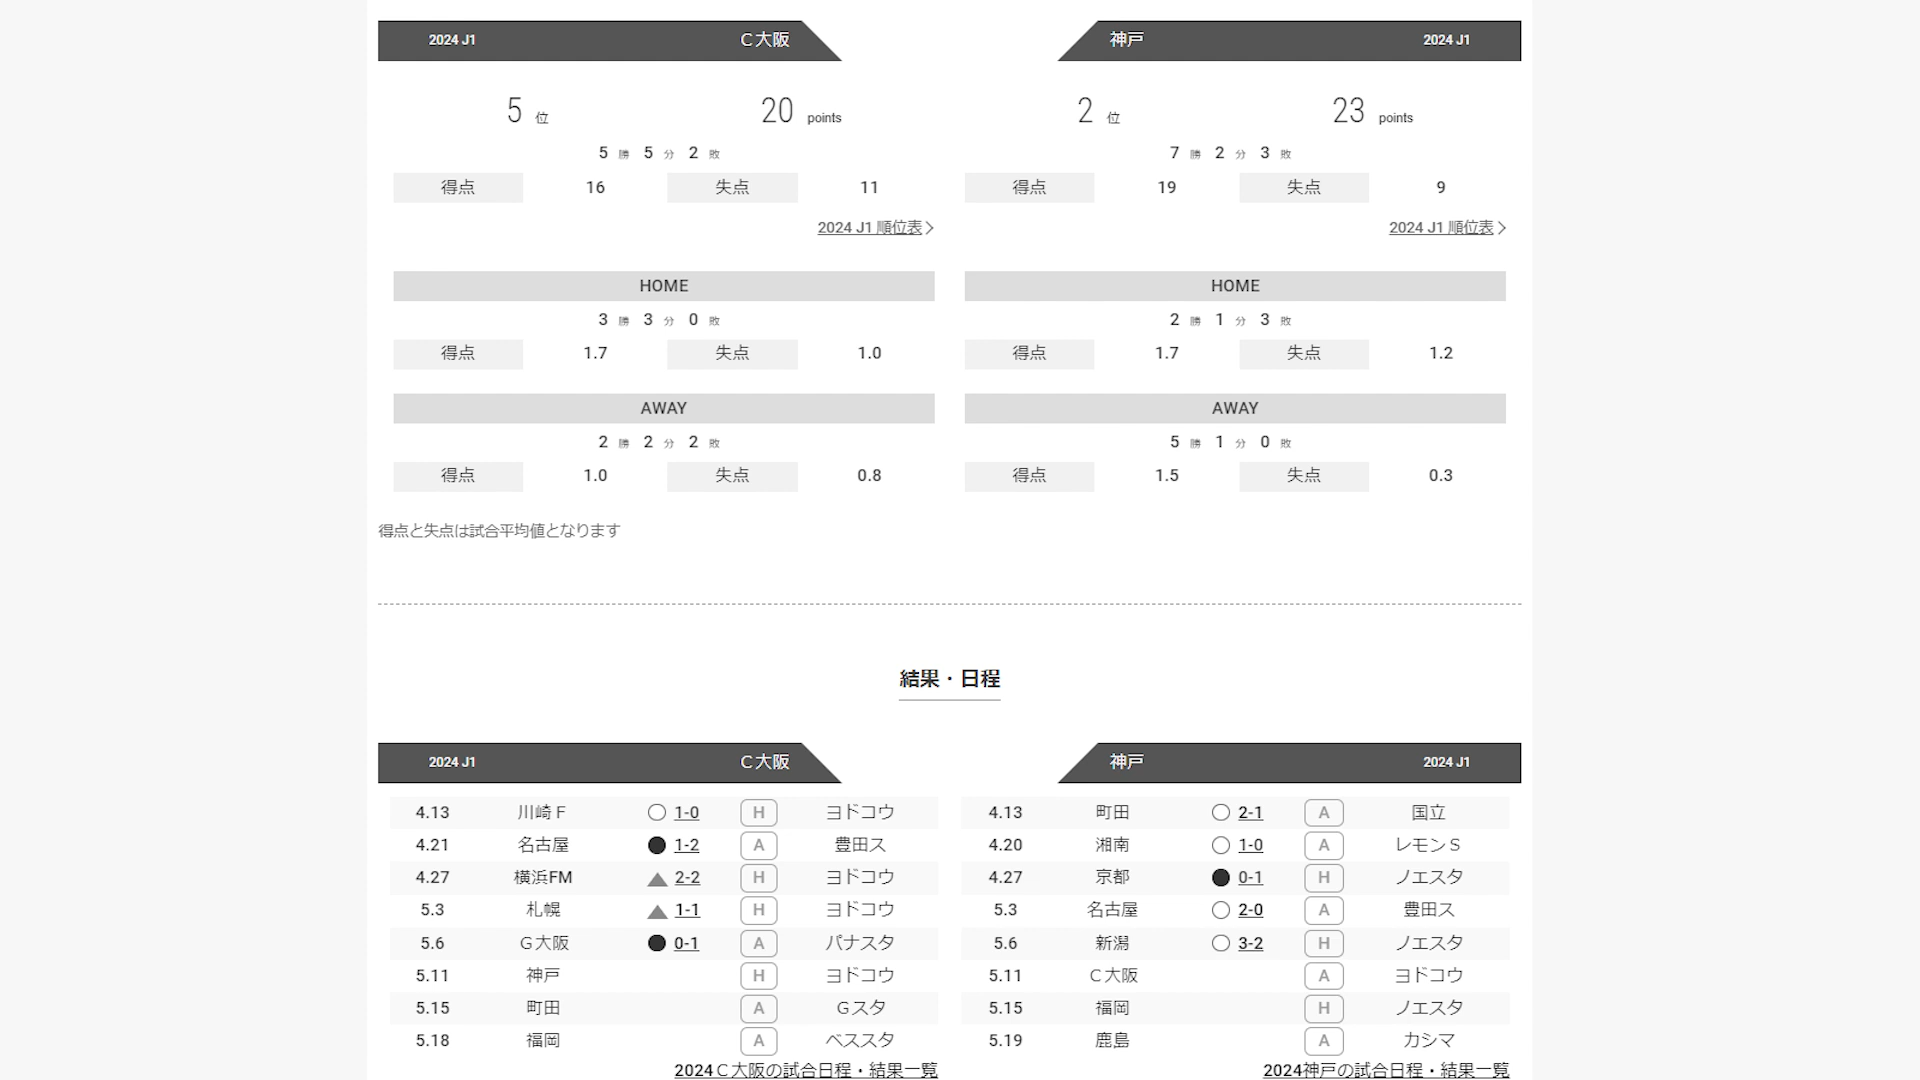 2024 J1 Ｃ大阪
神戸 2024 J1
5 位 20 points
2 位 23 points
5 勝 5 分 2 敗
7 勝 2 分 3 敗
得点 16 失点 11
得点 19 失点 9
2024 J1 順位表
2024 J1 順位表
HOME
HOME
3 勝 3 分 0 敗
2 勝 1 分 3 敗
得点 1.7 失点 1.0
得点 1.7 失点 1.2
AWAY
AWAY
2 勝 2 分 2 敗
5 勝 1 分 0 敗
得点 1.0 失点 0.8
得点 1.5 失点 0.3
得点と失点は試合平均値となります
結果・日程
2024 J1 Ｃ大阪
神戸 2024 J1
4.13 川崎Ｆ 1-0 H ヨドコウ
4.13 町田 2-1 A 国立
4.21 名古屋 1-2 A 豊田ス
4.20 湘南 1-0 A レモンＳ
4.27 横浜FM 2-2 H ヨドコウ
4.27 京都 0-1 H ノエスタ
5.3 札幌 1-1 H ヨドコウ
5.3 名古屋 2-0 A 豊田ス
5.6 Ｇ大阪 0-1 A パナスタ
5.6 新潟 3-2 H ノエスタ
5.11 神戸 H ヨドコウ
5.11 Ｃ大阪 A ヨドコウ
5.15 町田 A Ｇスタ
5.15 福岡 H ノエスタ
5.18 福岡 A ベススタ
5.19 鹿島 A カシマ
2024Ｃ大阪の試合日程・結果一覧
2024神戸の試合日程・結果一覧